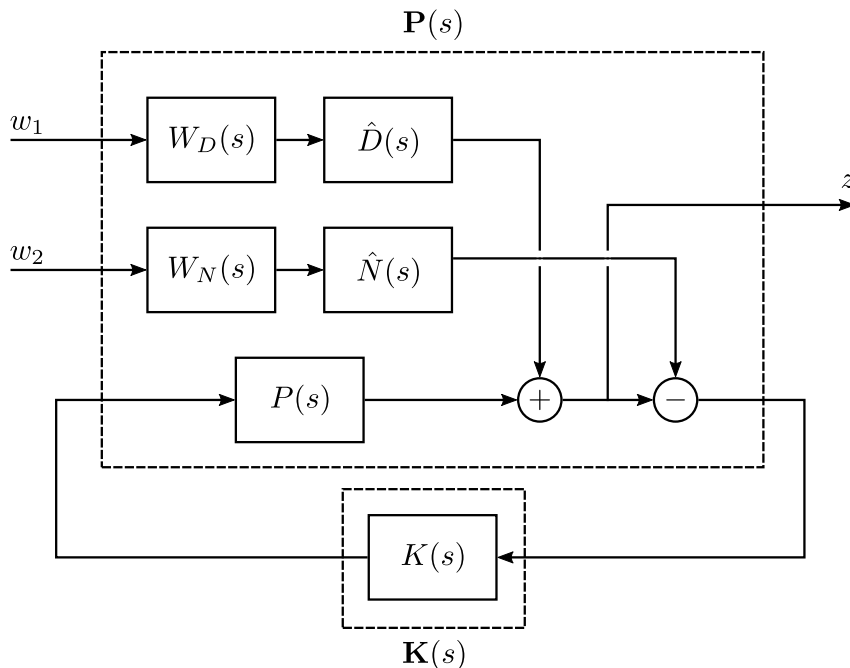 𝐏(s)
w₁
W_D(s)
D̂(s)
z
w₂
W_N(s)
N̂(s)
P(s)
+
−
K(s)
𝐊(s)